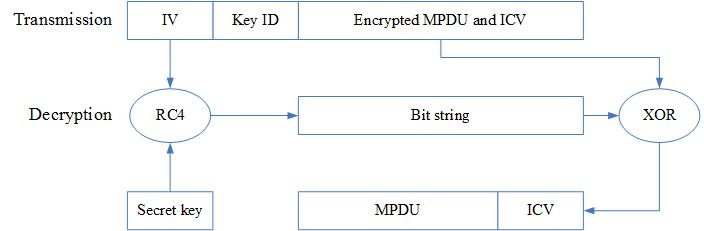 Transmission IV Key ID Encrypted MPDU and ICV
Decryption RC4 Bit string XOR
Secret key MPDU ICV